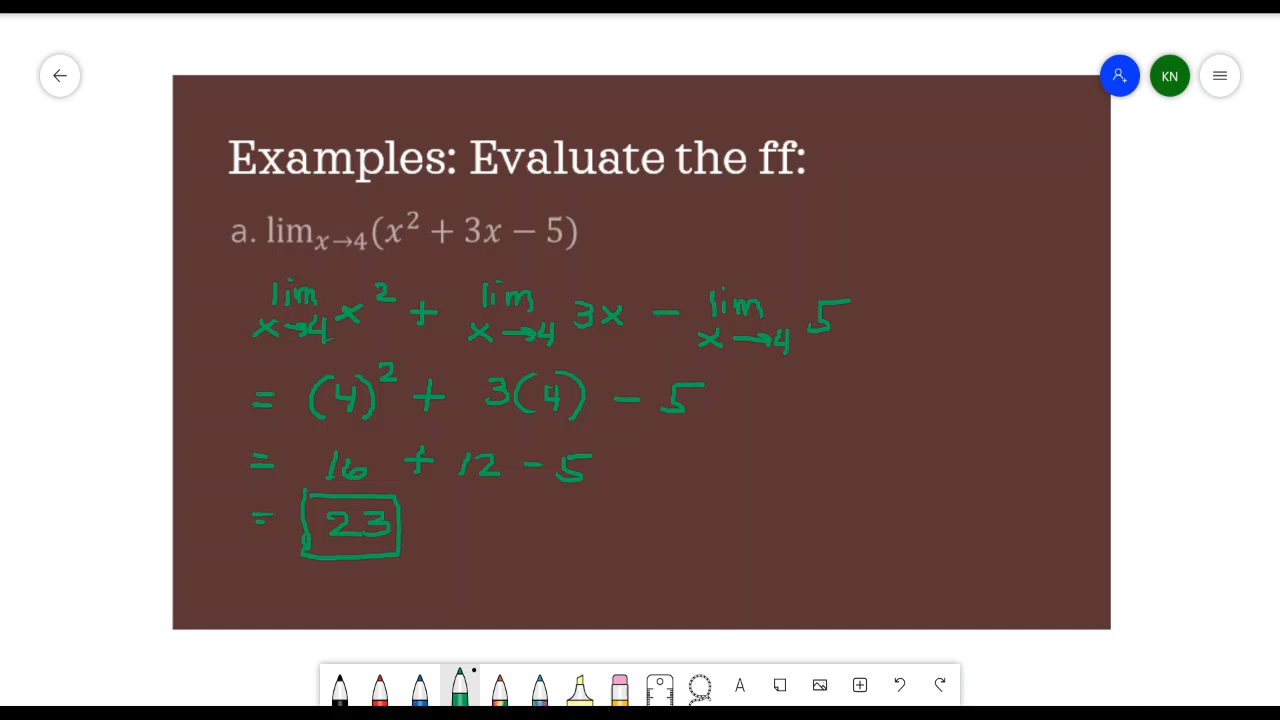 KN
Examples: Evaluate the ff:
a. lim x→4 (x² + 3x − 5)
lim x→4 x² + lim x→4 3x − lim x→4 5
= (4)² + 3(4) − 5
= 16 + 12 − 5
= 23